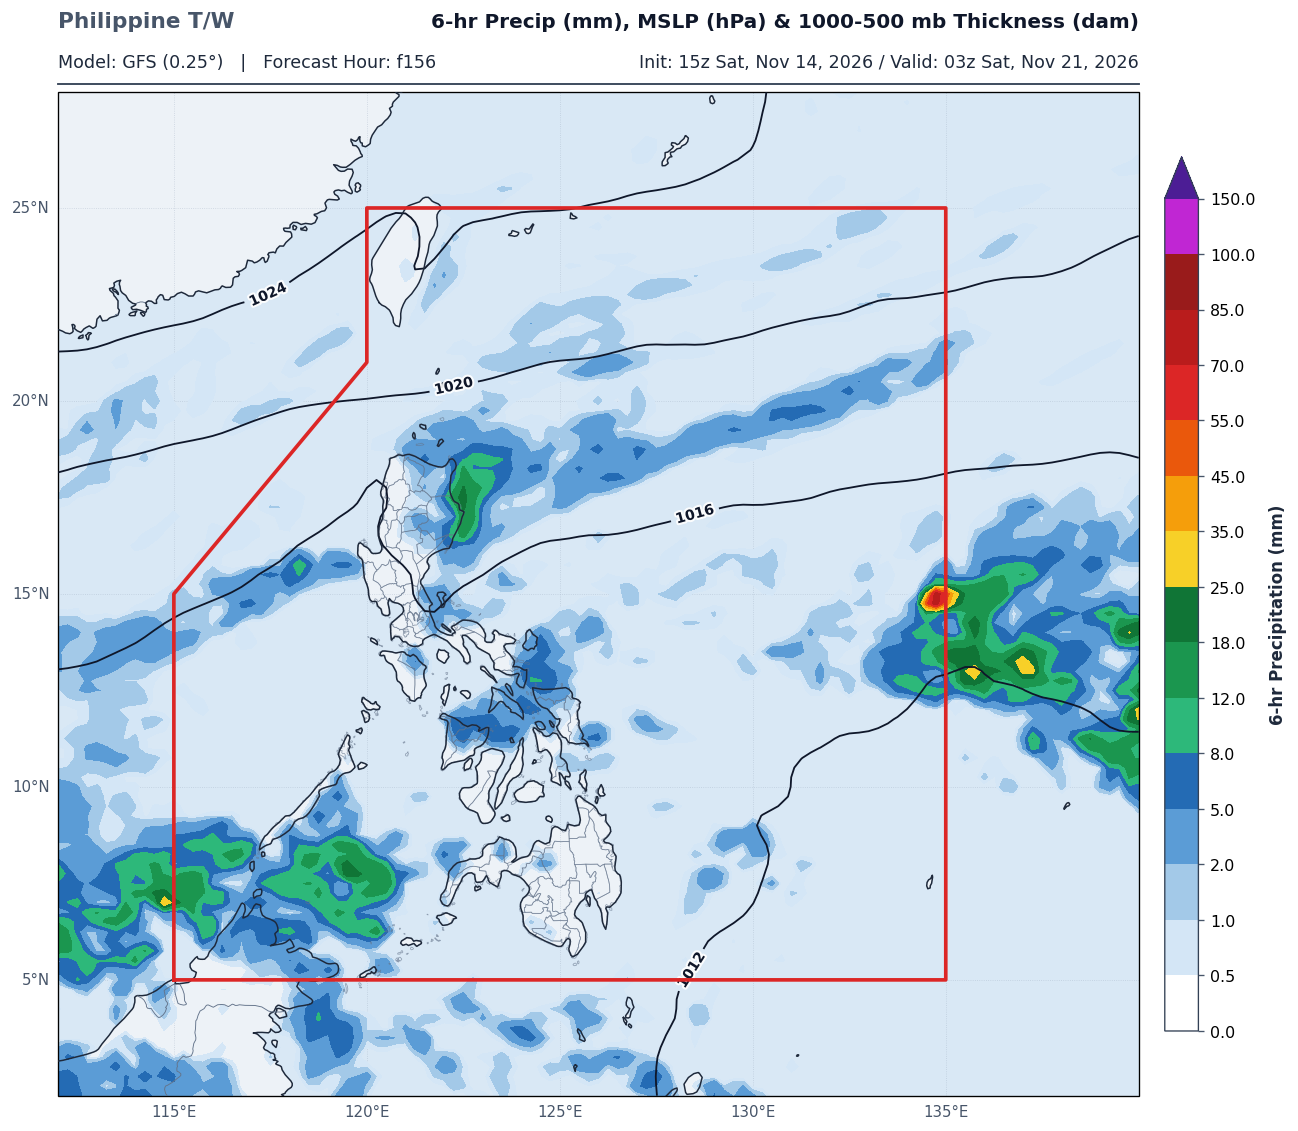 Philippine T/W
6-hr Precip (mm), MSLP (hPa) & 1000-500 mb Thickness (dam)
Model: GFS (0.25°) | Forecast Hour: f156
Init: 15z Sat, Nov 14, 2026 / Valid: 03z Sat, Nov 21, 2026
25°N
20°N
15°N
10°N
5°N
1024
1020
1016
1012
115°E
120°E
125°E
130°E
135°E
150.0
100.0
85.0
70.0
55.0
45.0
35.0
25.0
18.0
12.0
8.0
5.0
2.0
1.0
0.5
0.0
6-hr Precipitation (mm)